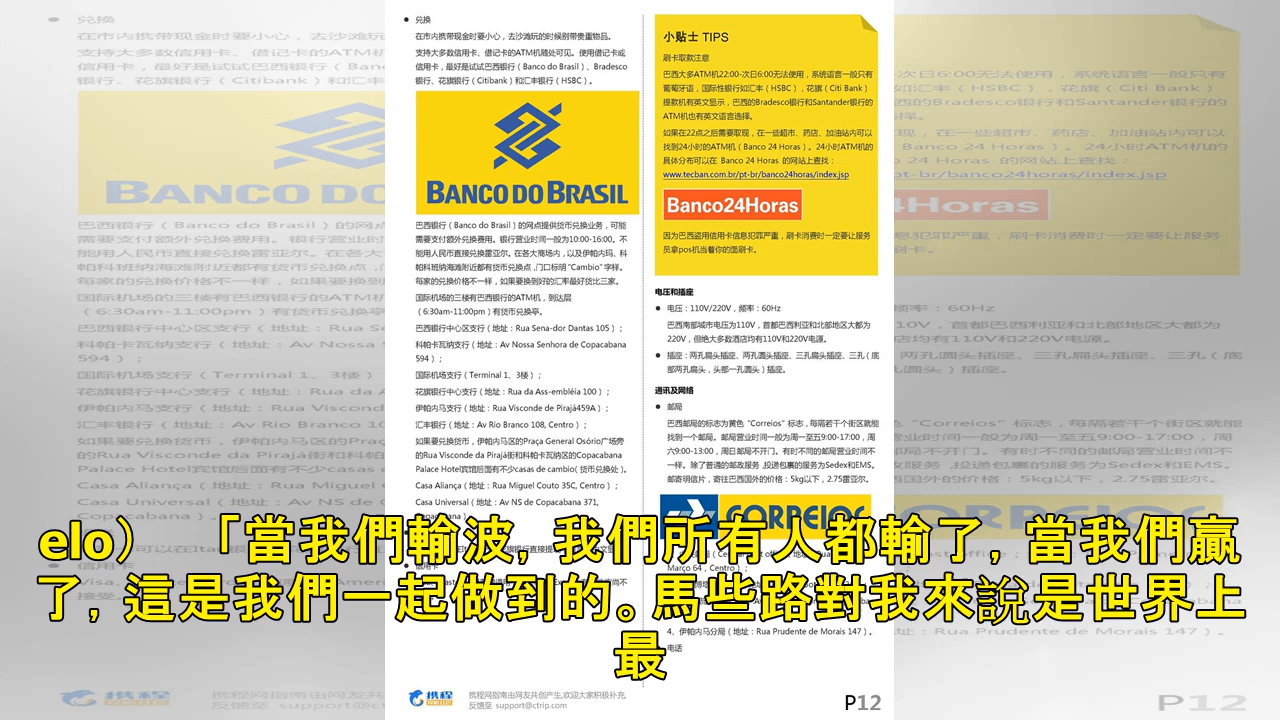 兑换
在市内携带现金时要小心，去沙滩玩的时候别带贵重物品。
支持大多数信用卡、借记卡的ATM机随处可见。使用借记卡或
信用卡，最好是试试巴西银行（Banco do Brasil）、Bradesco
银行、花旗银行（Citibank）和汇丰银行（HSBC）。
BANCO DO BRASIL
巴西银行（Banco do Brasil）的网点提供货币兑换业务，可能
需要支付额外兑换费用。银行营业时间一般为10:00-16:00。不
能用人民币直接兑换雷亚尔。在各大商场内，以及伊帕内玛、科
帕科班纳海滩附近都有货币兑换点，门口标明“Cambio”字样。
每家的兑换价格不一样，如果要换到好的汇率最好货比三家。
国际机场的三楼有巴西银行的ATM机，到达层
（6:30am-11:00pm）有货币兑换亭。
巴西银行中心区支行（地址：Rua Sena-dor Dantas 105）；
科帕卡瓦纳支行（地址：Av Nossa Senhora de Copacabana
594）；
国际机场支行（Terminal 1、3楼）；
花旗银行中心支行（地址：Rua da Ass-embléia 100）；
伊帕内马支行（地址：Rua Visconde de Pirajá459A）；
汇丰银行（地址：Av Rio Branco 108, Centro）；
如果要兑换货币，伊帕内马区的Praça General Osório广场旁
的Rua Visconde da Pirajá街和科帕卡瓦纳区的Copacabana
Palace Hotel宾馆后面有不少casas de cambio( 货币兑换处 )。
Casa Aliança（地址：Rua Miguel Couto 35C, Centro）；
Casa Universal（地址：Av NS de Copacabana 371,
信用卡
小贴士 TIPS
刷卡取款注意
巴西大多ATM机22:00-次日6:00无法使用，系统语言一般只有
葡萄牙语，国际性银行如汇丰（HSBC），花旗（Citi Bank）
提款机有英文显示，巴西的Bradesco银行和Santander银行的
ATM机也有英文语言选择。
如果在22点之后需要取现，在一些超市、药店、加油站内可以
找到24小时的ATM机（Banco 24 Horas）。24小时ATM机的
具体分布可以在 Banco 24 Horas 的网站上查找：
www.tecban.com.br/pt-br/banco24horas/index.jsp
Banco24Horas
因为巴西盗用信用卡信息犯罪严重，刷卡消费时一定要让服务
员拿pos机当着你的面刷卡。
电压和插座
电压：110V/220V，频率：60Hz
巴西南部城市电压为110V，首都巴西利亚和北部地区大都为
220V，但绝大多数酒店均有110V和220V电源。
插座：两孔扁头插座、两孔圆头插座、三孔扁头插座、三孔（底
部两孔扁头，头部一孔圆头）插座。
通讯及网络
邮局
巴西邮局的标志为黄色“Correios”标志，每隔若干个街区就能
找到一个邮局。邮局营业时间一般为周一至五9:00-17:00，周
六9:00-13:00，周日邮局不开门。有时不同的邮局营业时间不
一样。除了普通的邮政服务 ,投递包裹的服务为Sedex和EMS。
邮寄明信片，寄往巴西国外的价格：5kg以下，2.75雷亚尔。
CORREIOS
Março 64，Centro）；
4、伊帕内马分局（地址：Rua Prudente de Morais 147）。
电话
elo） 「當我們輸波, 我們所有人都輸了, 當我們贏
了, 這是我們一起做到的。馬些路對我來說是世界上
最
携程
携程网指南由网友共创产生,欢迎大家积极补充,
反馈至 support@ctrip.com
P12